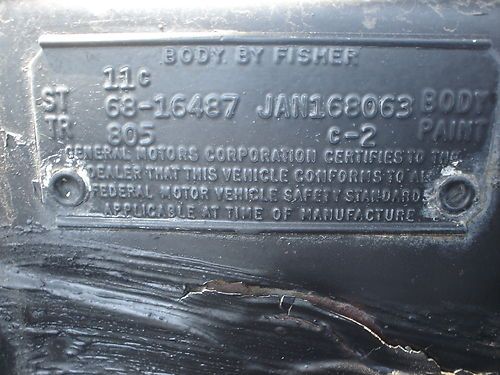 BODY BY FISHER
11C
ST 68-16487 JAN168063 BODY
TR 805 C-2 PAINT
GENERAL MOTORS CORPORATION CERTIFIES TO THE
DEALER THAT THIS VEHICLE CONFORMS TO AL
FEDERAL MOTOR VEHICLE SAFETY STANDARDS
APPLICABLE AT TIME OF MANUFACTURE